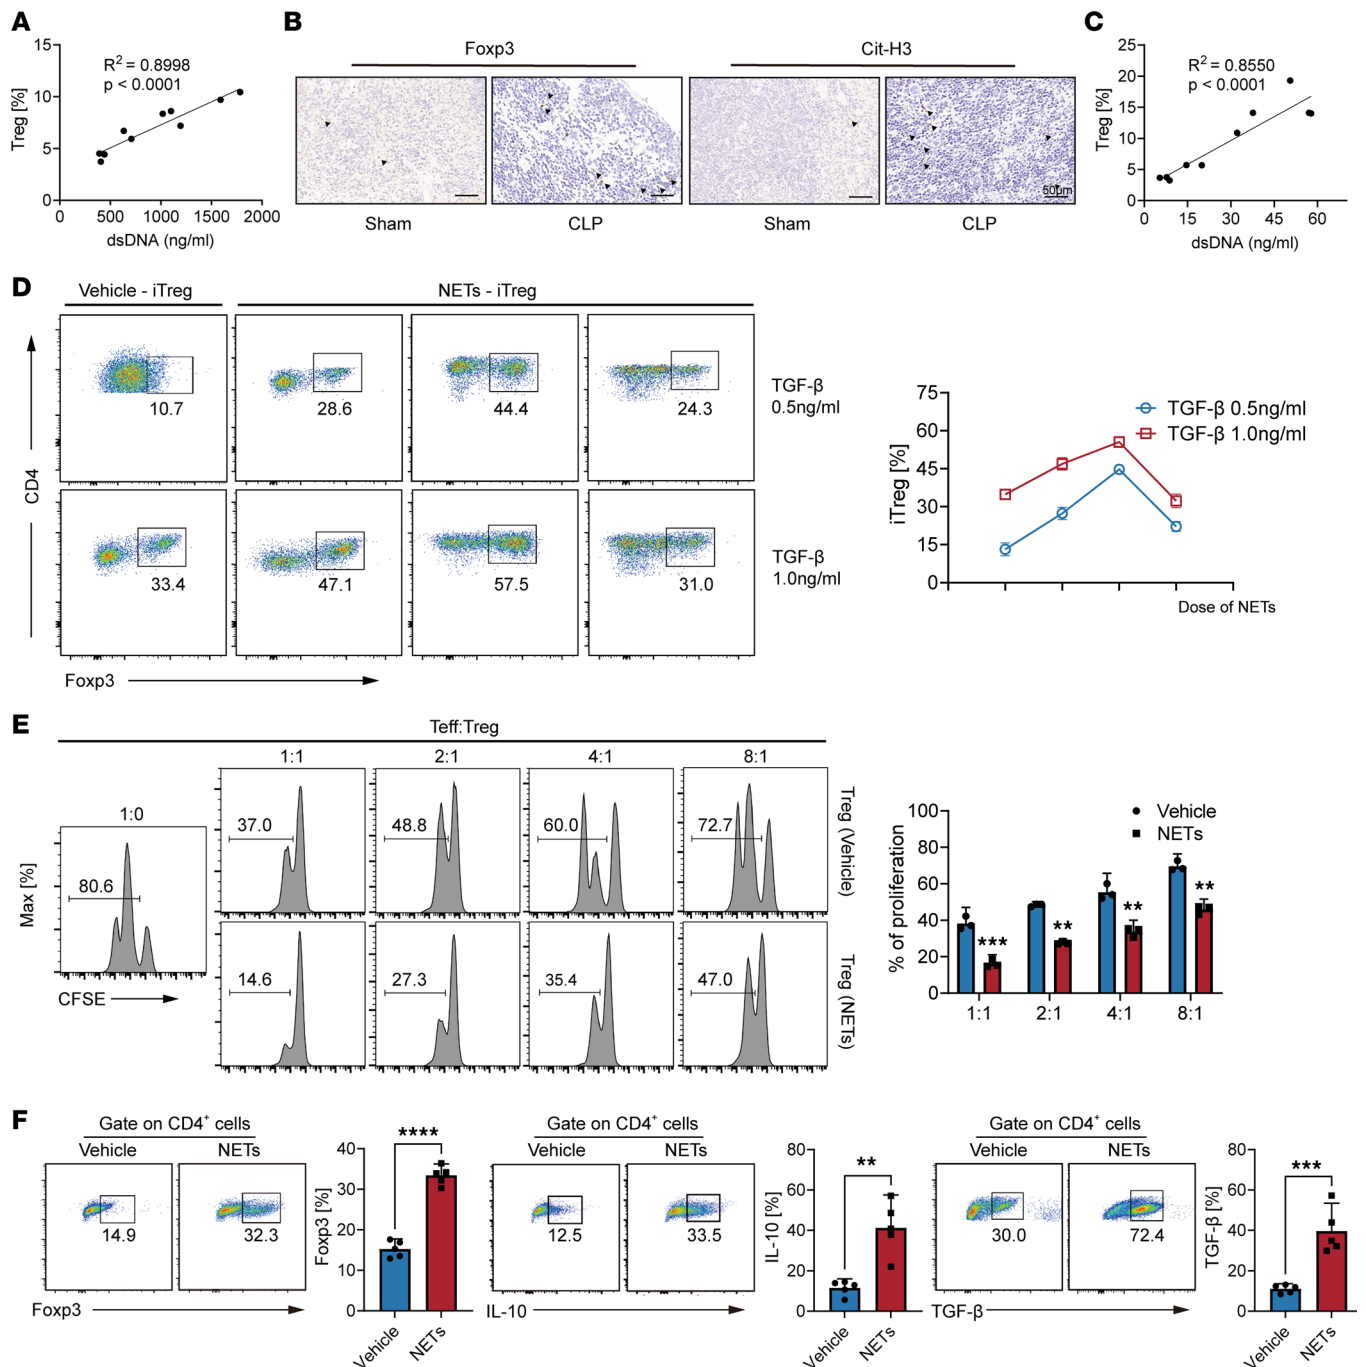 A
15
10
5
0
Treg [%]
R² = 0.8998
p < 0.0001
0 500 1000 1500 2000
dsDNA (ng/ml)
B
Foxp3
Cit-H3
50μm
Sham
CLP
Sham
CLP
C
25
20
15
10
5
0
Treg [%]
R² = 0.8550
p < 0.0001
0 15 30 45 60
dsDNA (ng/ml)
D
Vehicle - iTreg
NETs - iTreg
10.7
28.6
44.4
24.3
TGF-β
0.5ng/ml
CD4
33.4
47.1
57.5
31.0
TGF-β
1.0ng/ml
Foxp3
75
60
45
30
15
0
iTreg [%]
TGF-β 0.5ng/ml
TGF-β 1.0ng/ml
Dose of NETs
E
Teff:Treg
1:0
1:1
2:1
4:1
8:1
80.6
37.0
48.8
60.0
72.7
Treg (Vehicle)
Max [%]
CFSE
14.6
27.3
35.4
47.0
Treg (NETs)
100
80
60
40
20
0
% of proliferation
Vehicle
NETs
***
**
**
**
1:1 2:1 4:1 8:1
F
Gate on CD4⁺ cells
Vehicle
NETs
14.9
32.3
Foxp3
40
30
20
10
0
Foxp3 [%]
****
Vehicle
NETs
Gate on CD4⁺ cells
Vehicle
NETs
12.5
33.5
IL-10
80
60
40
20
0
IL-10 [%]
**
Vehicle
NETs
Gate on CD4⁺ cells
Vehicle
NETs
30.0
72.4
TGF-β
80
60
40
20
0
TGF-β [%]
***
Vehicle
NETs